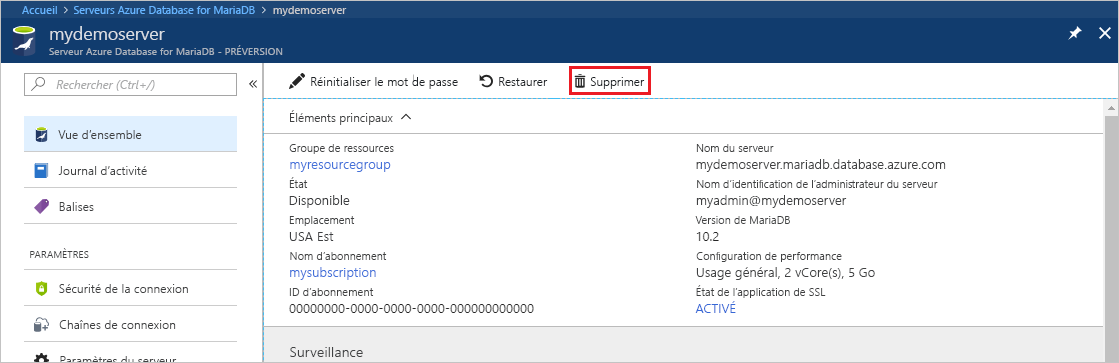 Accueil > Serveurs Azure Database for MariaDB > mydemoserver
mydemoserver
Serveur Azure Database for MariaDB - PRÉVERSION
Rechercher (Ctrl+/)
Vue d'ensemble
Journal d'activité
Balises
PARAMÈTRES
Sécurité de la connexion
Chaînes de connexion
Paramètres du serveur
Réinitialiser le mot de passe
Restaurer
Supprimer
Éléments principaux
Groupe de ressources
myresourcegroup
État
Disponible
Emplacement
USA Est
Nom d'abonnement
mysubscription
ID d'abonnement
00000000-0000-0000-0000-000000000000
Nom du serveur
mydemoserver.mariadb.database.azure.com
Nom d'identification de l'administrateur du serveur
myadmin@mydemoserver
Version de MariaDB
10.2
Configuration de performance
Usage général, 2 vCore(s), 5 Go
État de l'application de SSL
ACTIVÉ
Surveillance